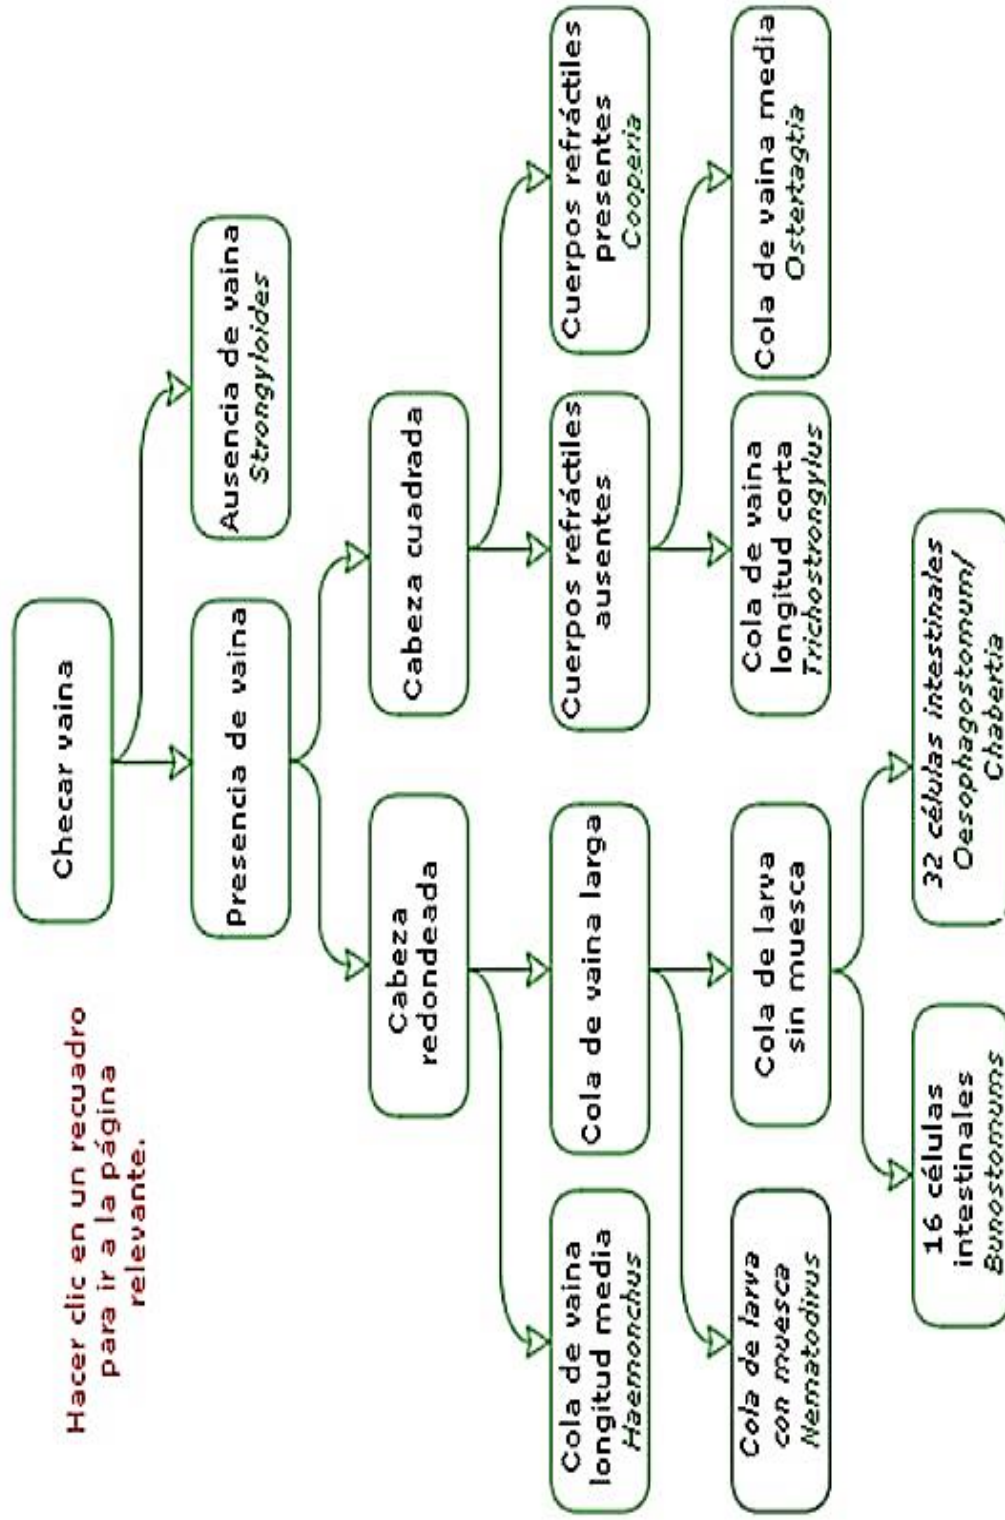 Hacer clic en un recuadro
para ir a la página
relevante.
Checar vaina
Presencia de vaina
Ausencia de vaina
Strongyloides
Cabeza
redondeada
Cabeza cuadrada
Cola de vaina
longitud media
Haemonchus
Cola de vaina larga
Cuerpos refráctiles
ausentes
Cuerpos refráctiles
presentes
Cooperia
Cola de larva
con muesca
Nematodirus
Cola de larva
sin muesca
Cola de vaina
longitud corta
Trichostrongylus
Cola de vaina media
Ostertagtia
16 células
intestinales
Bunostomums
32 células intestinales
Oesophagostomum/
Chabertia